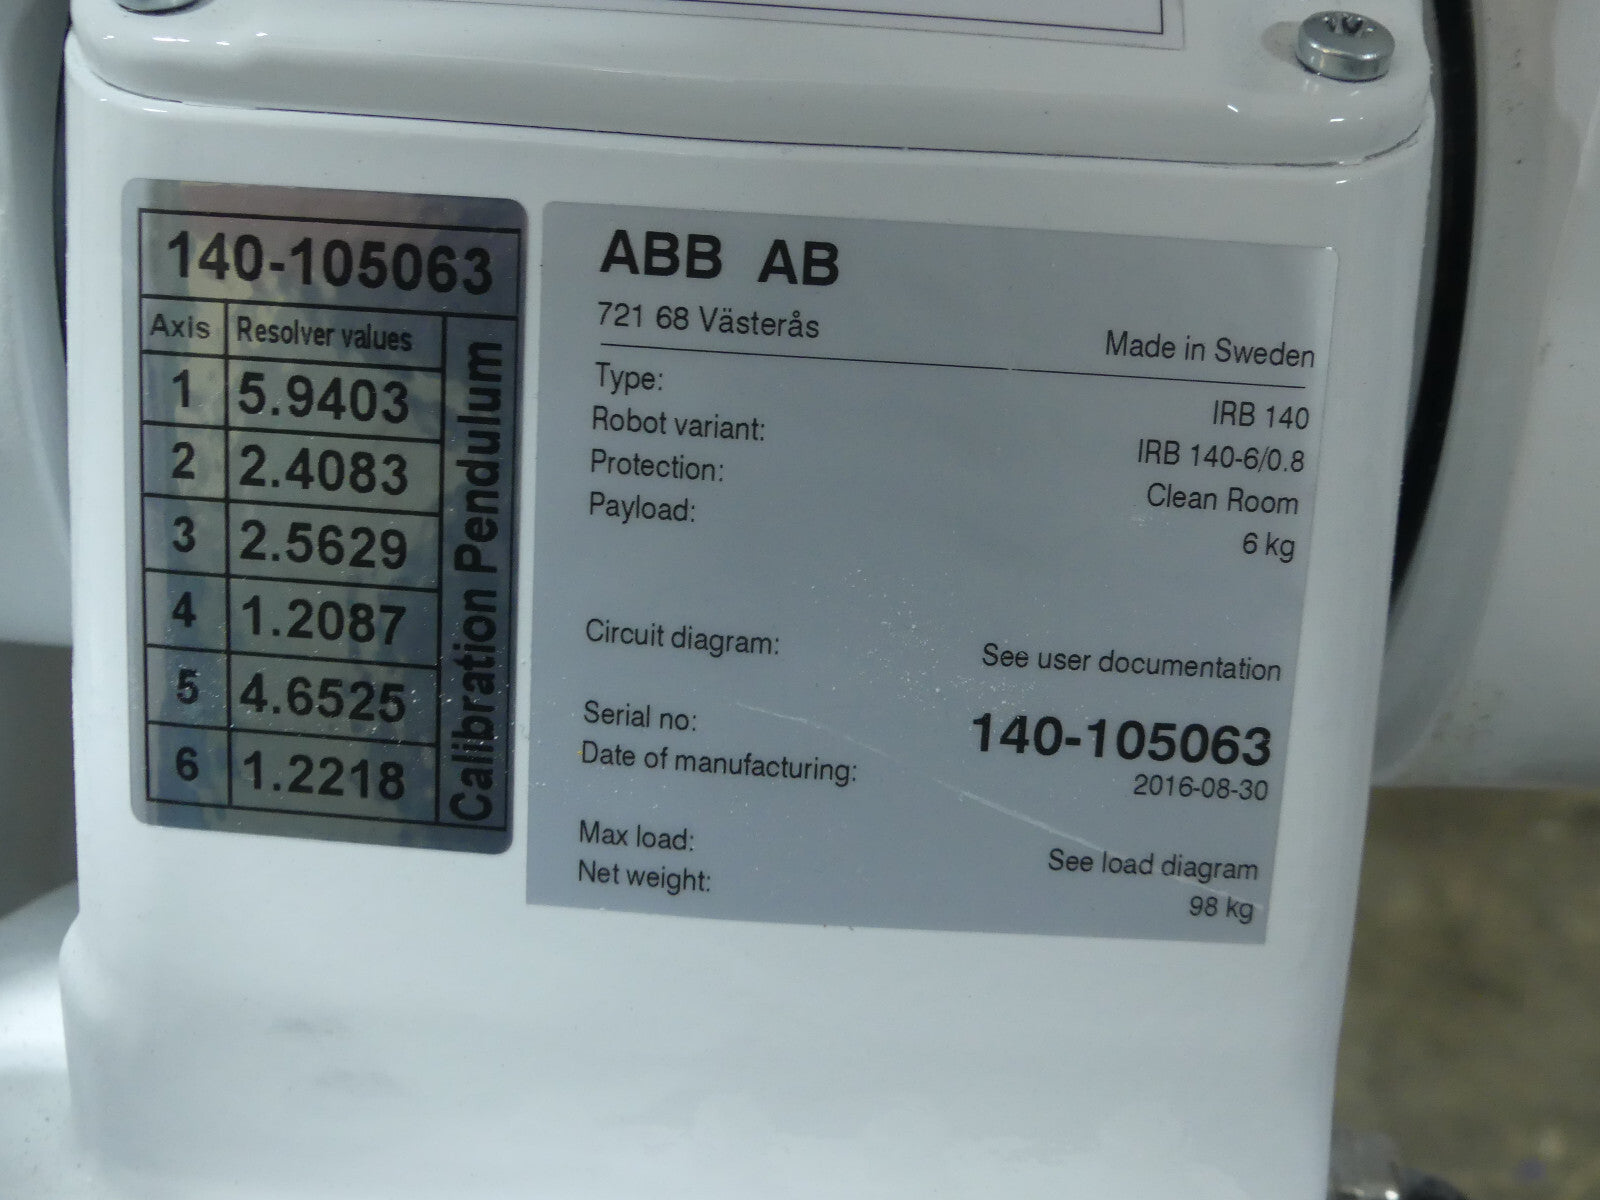 140-105063
Axis Resolver values
1 5.9403
2 2.4083
3 2.5629
4 1.2087
5 4.6525
6 1.2218
Calibration Pendulum
ABB AB
721 68 Västerås
Made in Sweden
Type: IRB 140
Robot variant: IRB 140-6/0.8
Protection: Clean Room
Payload: 6 kg
Circuit diagram: See user documentation
Serial no: 140-105063
Date of manufacturing: 2016-08-30
Max load: See load diagram
Net weight: 98 kg